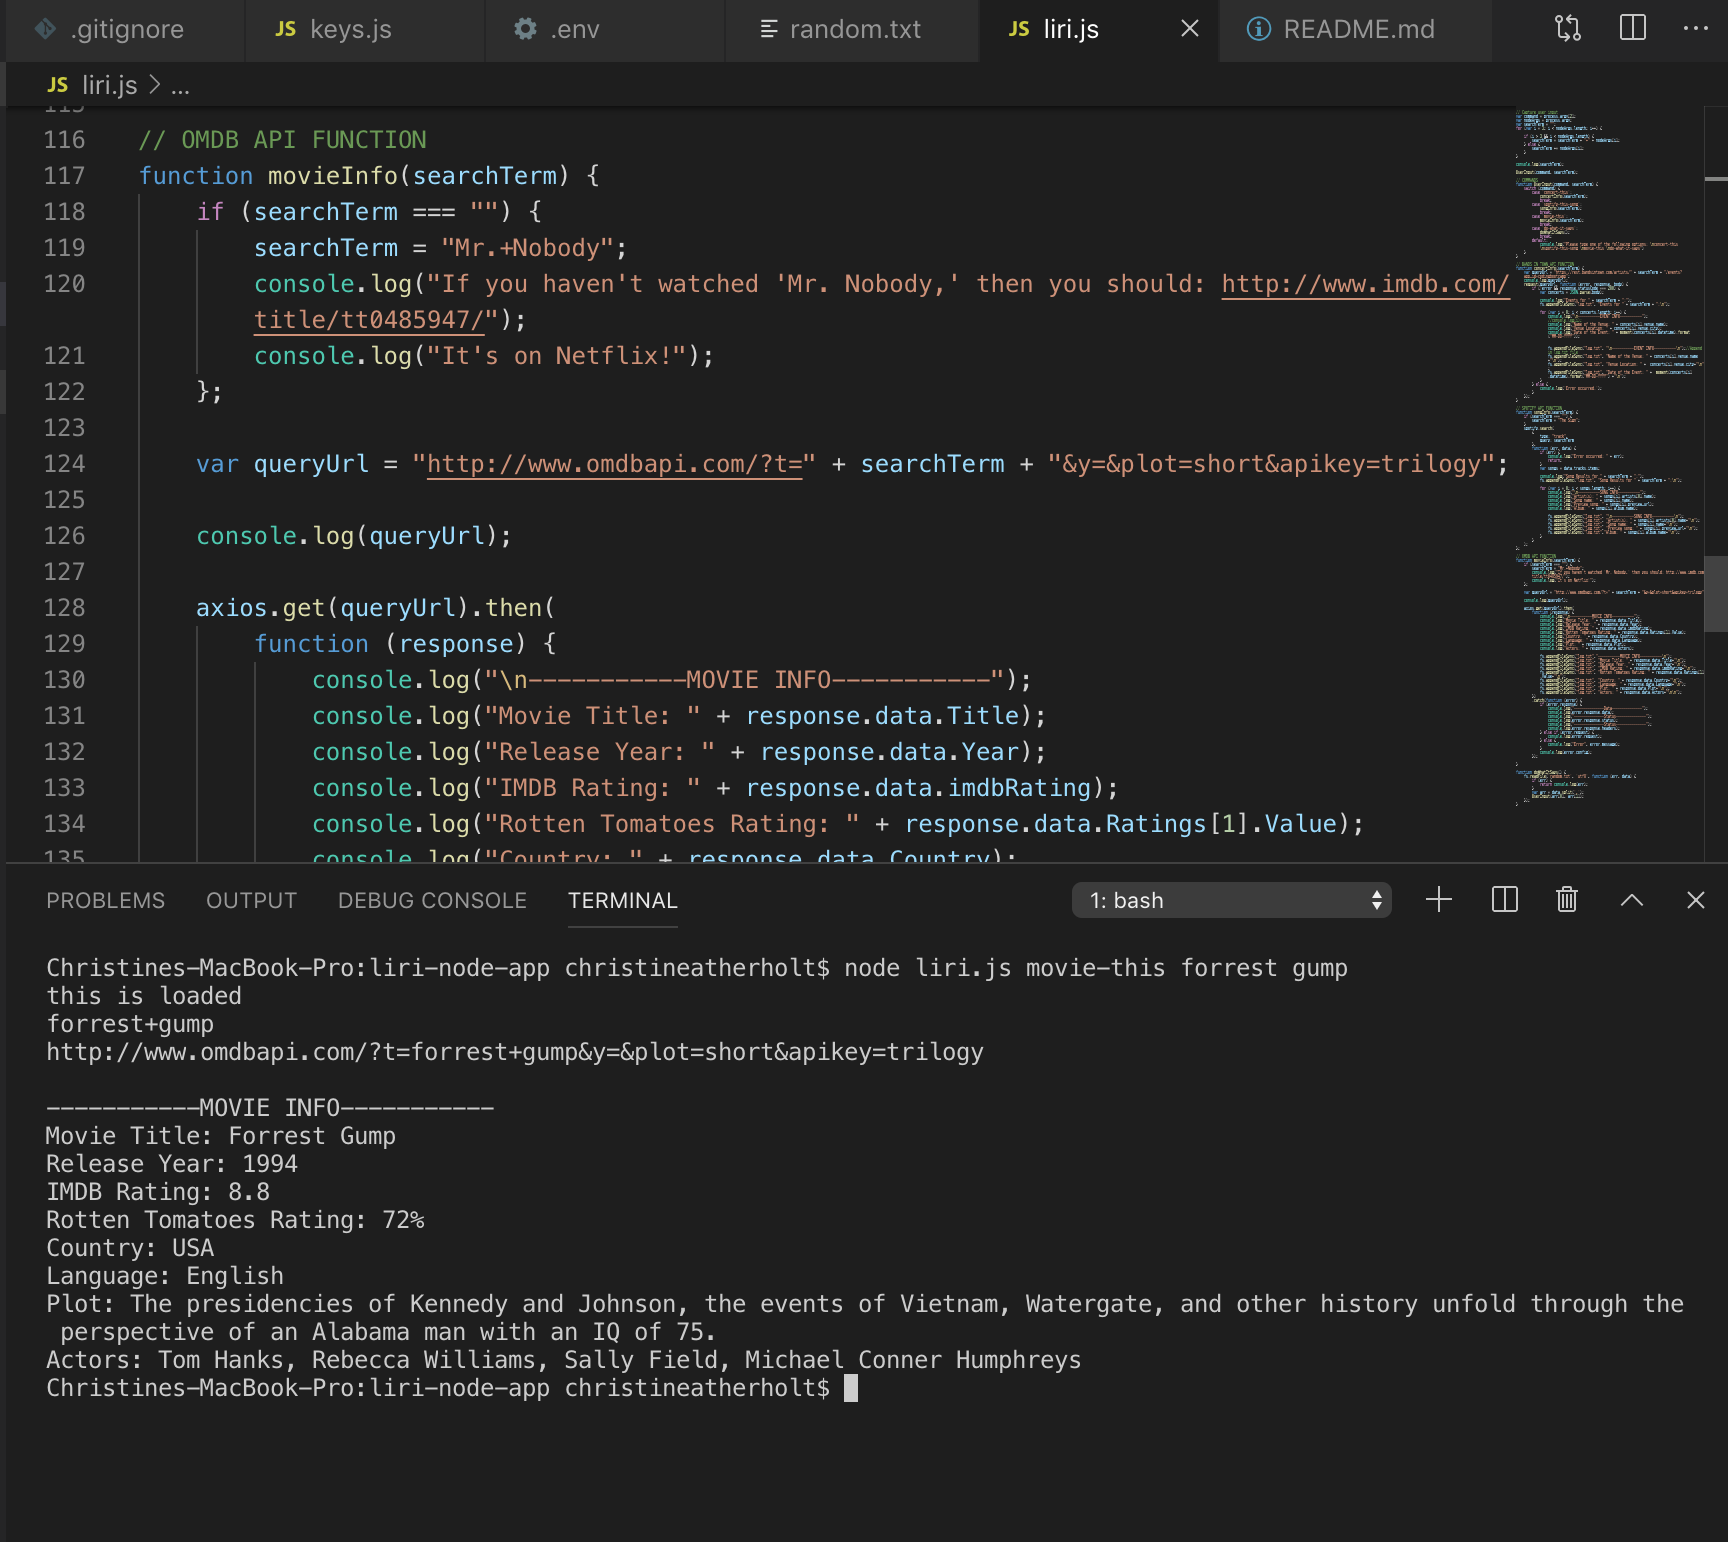 .gitignore
JS keys.js
.env
random.txt
JS liri.js
README.md
JS liri.js > ...
115
116 // OMDB API FUNCTION
117 function movieInfo(searchTerm) {
118 if (searchTerm === "") {
119 searchTerm = "Mr.+Nobody";
120 console.log("If you haven't watched 'Mr. Nobody,' then you should: http://www.imdb.com/
title/tt0485947/");
121 console.log("It's on Netflix!");
122 };
123
124 var queryUrl = "http://www.omdbapi.com/?t=" + searchTerm + "&y=&plot=short&apikey=trilogy";
125
126 console.log(queryUrl);
127
128 axios.get(queryUrl).then(
129 function (response) {
130 console.log("\n-----------MOVIE INFO-----------");
131 console.log("Movie Title: " + response.data.Title);
132 console.log("Release Year: " + response.data.Year);
133 console.log("IMDB Rating: " + response.data.imdbRating);
134 console.log("Rotten Tomatoes Rating: " + response.data.Ratings[1].Value);
135 console.log("Country: " + response.data.Country);
PROBLEMS OUTPUT DEBUG CONSOLE TERMINAL 1: bash
Christines-MacBook-Pro:liri-node-app christineatherholt$ node liri.js movie-this forrest gump
this is loaded
forrest+gump
http://www.omdbapi.com/?t=forrest+gump&y=&plot=short&apikey=trilogy
-----------MOVIE INFO-----------
Movie Title: Forrest Gump
Release Year: 1994
IMDB Rating: 8.8
Rotten Tomatoes Rating: 72%
Country: USA
Language: English
Plot: The presidencies of Kennedy and Johnson, the events of Vietnam, Watergate, and other history unfold through the
perspective of an Alabama man with an IQ of 75.
Actors: Tom Hanks, Rebecca Williams, Sally Field, Michael Conner Humphreys
Christines-MacBook-Pro:liri-node-app christineatherholt$